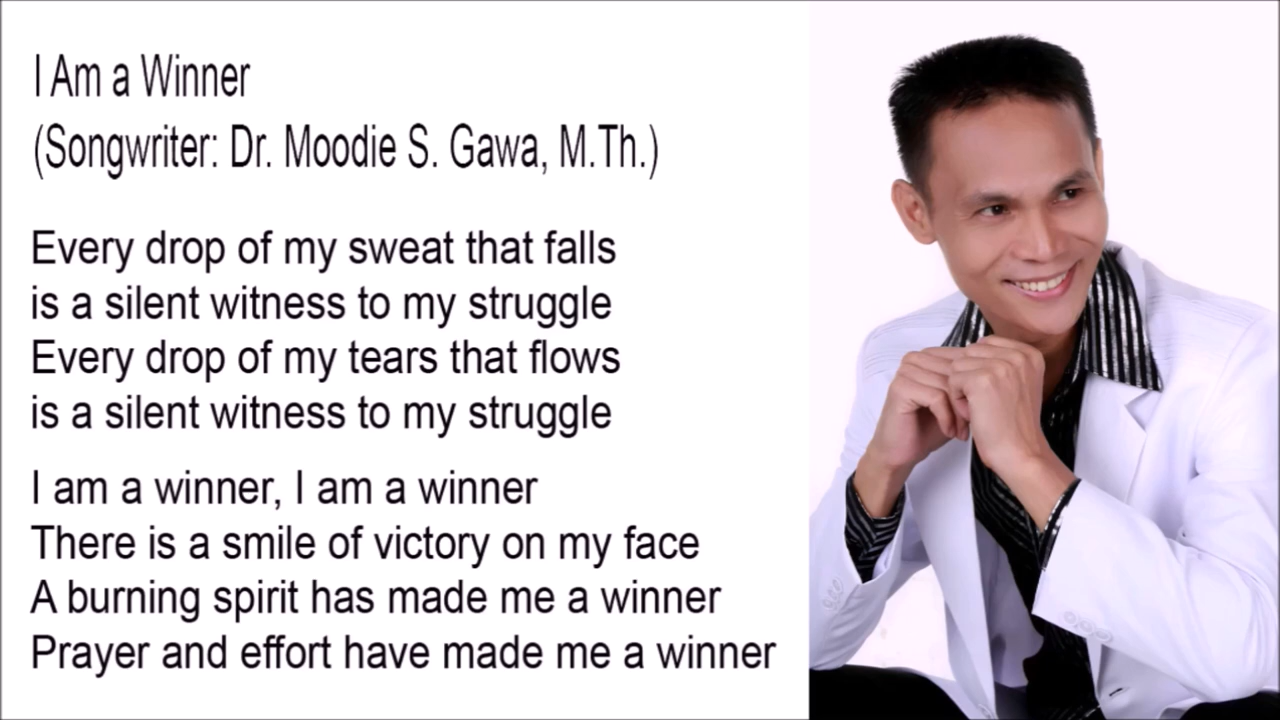 I Am a Winner
(Songwriter: Dr. Moodie S. Gawa, M.Th.)
Every drop of my sweat that falls
is a silent witness to my struggle
Every drop of my tears that flows
is a silent witness to my struggle
I am a winner, I am a winner
There is a smile of victory on my face
A burning spirit has made me a winner
Prayer and effort have made me a winner